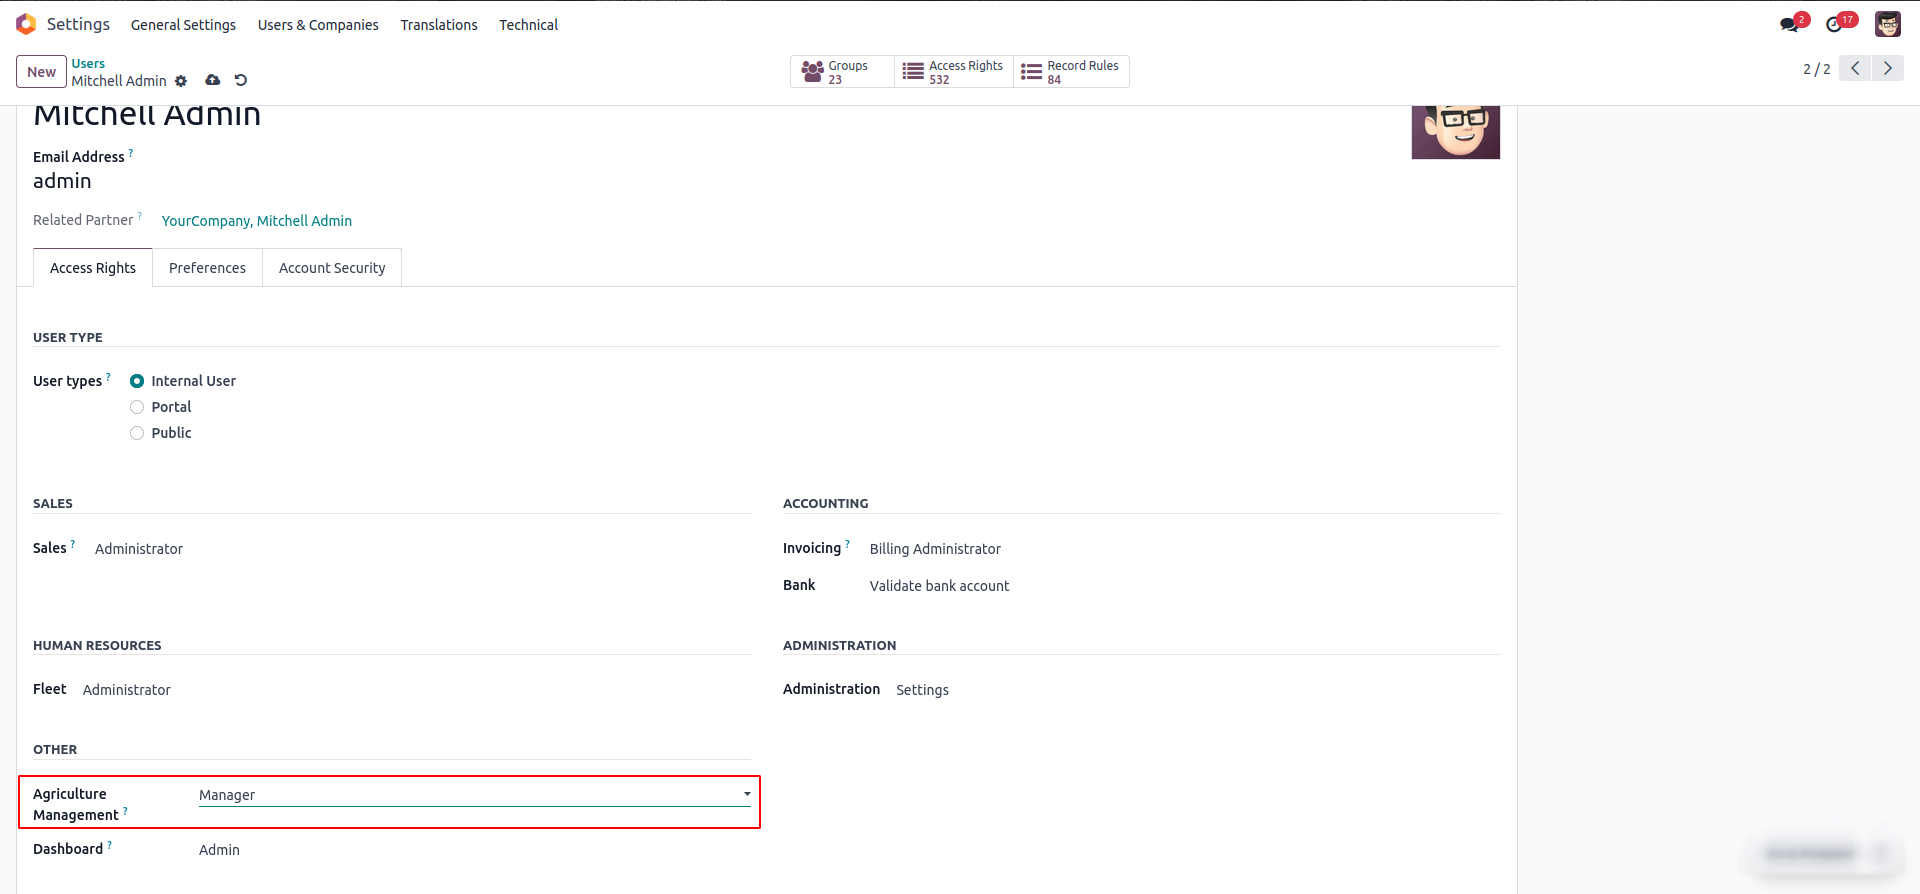 Settings General Settings Users & Companies Translations Technical 2 17
New Users Groups Access Rights Record Rules
Mitchell Admin 23 532 84 2 / 2
Mitchell Admin
Email Address ?
admin
Related Partner ? YourCompany, Mitchell Admin
Access Rights Preferences Account Security
USER TYPE
User types ? Internal User
Portal
Public
SALES
Sales ? Administrator
ACCOUNTING
Invoicing ? Billing Administrator
Bank Validate bank account
HUMAN RESOURCES
Fleet Administrator
ADMINISTRATION
Administration Settings
OTHER
Agriculture Manager
Management ?
Dashboard ? Admin